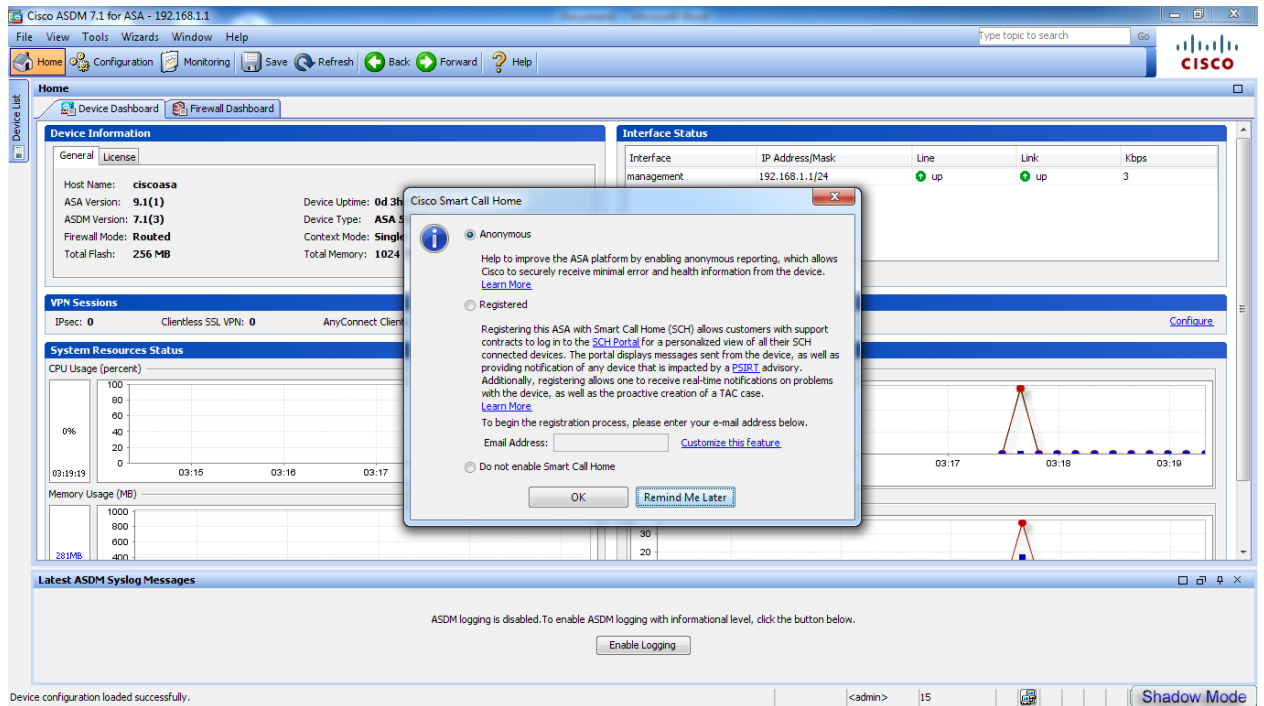 Cisco ASDM 7.1 for ASA - 192.168.1.1
File View Tools Wizards Window Help
Type topic to search Go
Home Configuration Monitoring Save Refresh Back Forward Help
CISCO
Device List
Home
Device Dashboard Firewall Dashboard
Device Information
General License
Host Name: ciscoasa
ASA Version: 9.1(1) Device Uptime: 0d 3h
ASDM Version: 7.1(3) Device Type: ASA 5
Firewall Mode: Routed Context Mode: Single
Total Flash: 256 MB Total Memory: 1024
Interface Status
Interface IP Address/Mask Line Link Kbps
management 192.168.1.1/24 up up 3
VPN Sessions
IPsec: 0 Clientless SSL VPN: 0 AnyConnect Client
Configure
System Resources Status
CPU Usage (percent)
100
80
60
40
20
0
0%
03:19:19
03:15 03:16 03:17
03:17 03:18 03:19
Memory Usage (MB)
1000
800
600
400
281MB
30
20
Cisco Smart Call Home
Anonymous
Help to improve the ASA platform by enabling anonymous reporting, which allows
Cisco to securely receive minimal error and health information from the device.
Learn More
Registered
Registering this ASA with Smart Call Home (SCH) allows customers with support
contracts to log in to the SCH Portal for a personalized view of all their SCH
connected devices. The portal displays messages sent from the device, as well as
providing notification of any device that is impacted by a PSIRT advisory.
Additionally, registering allows one to receive real-time notifications on problems
with the device, as well as the proactive creation of a TAC case.
Learn More
To begin the registration process, please enter your e-mail address below.
Email Address: Customize this feature
Do not enable Smart Call Home
OK Remind Me Later
Latest ASDM Syslog Messages
ASDM logging is disabled.To enable ASDM logging with informational level, click the button below.
Enable Logging
Device configuration loaded successfully.
<admin> 15
Shadow Mode